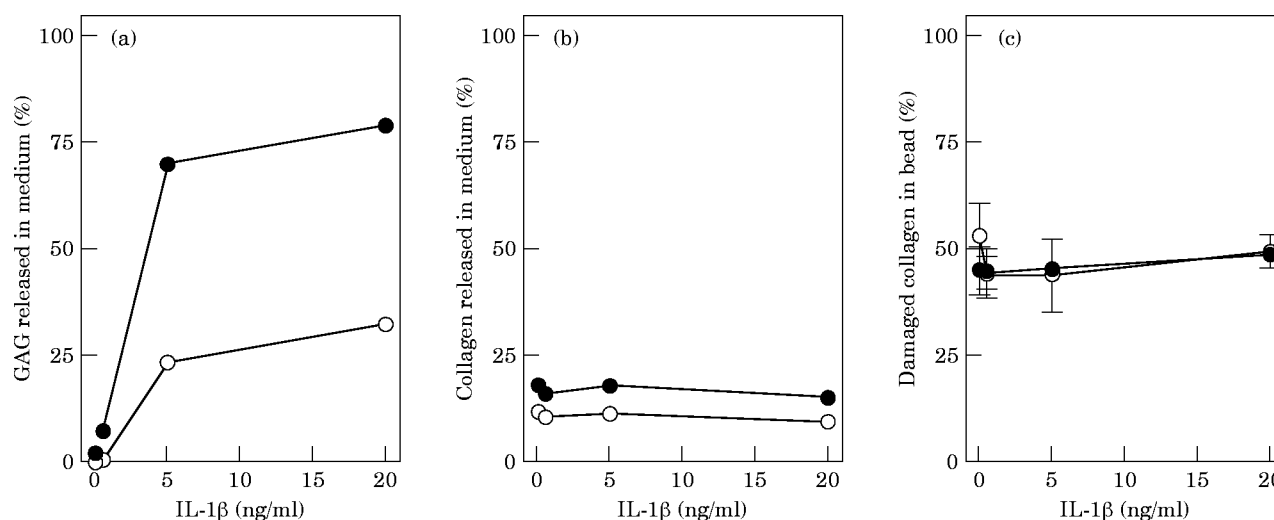 (a)
GAG released in medium (%)
100
75
50
25
0
0 5 10 15 20
IL-1β (ng/ml)
(b)
Collagen released in medium (%)
100
75
50
25
0
0 5 10 15 20
IL-1β (ng/ml)
(c)
Damaged collagen in bead (%)
100
75
50
25
0
0 5 10 15 20
IL-1β (ng/ml)